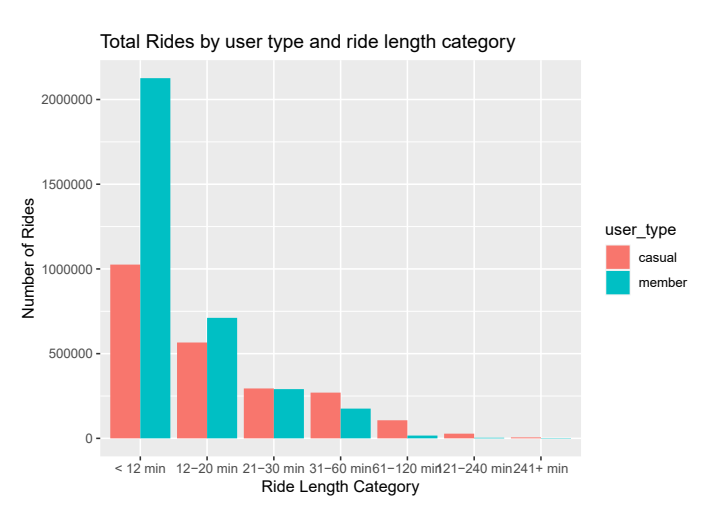 Total Rides by user type and ride length category
Number of Rides
2000000
1500000
1000000
500000
0
< 12 min 12−20 min 21−30 min 31−60 min 61−120 min 121−240 min 241+ min
Ride Length Category
user_type
casual
member